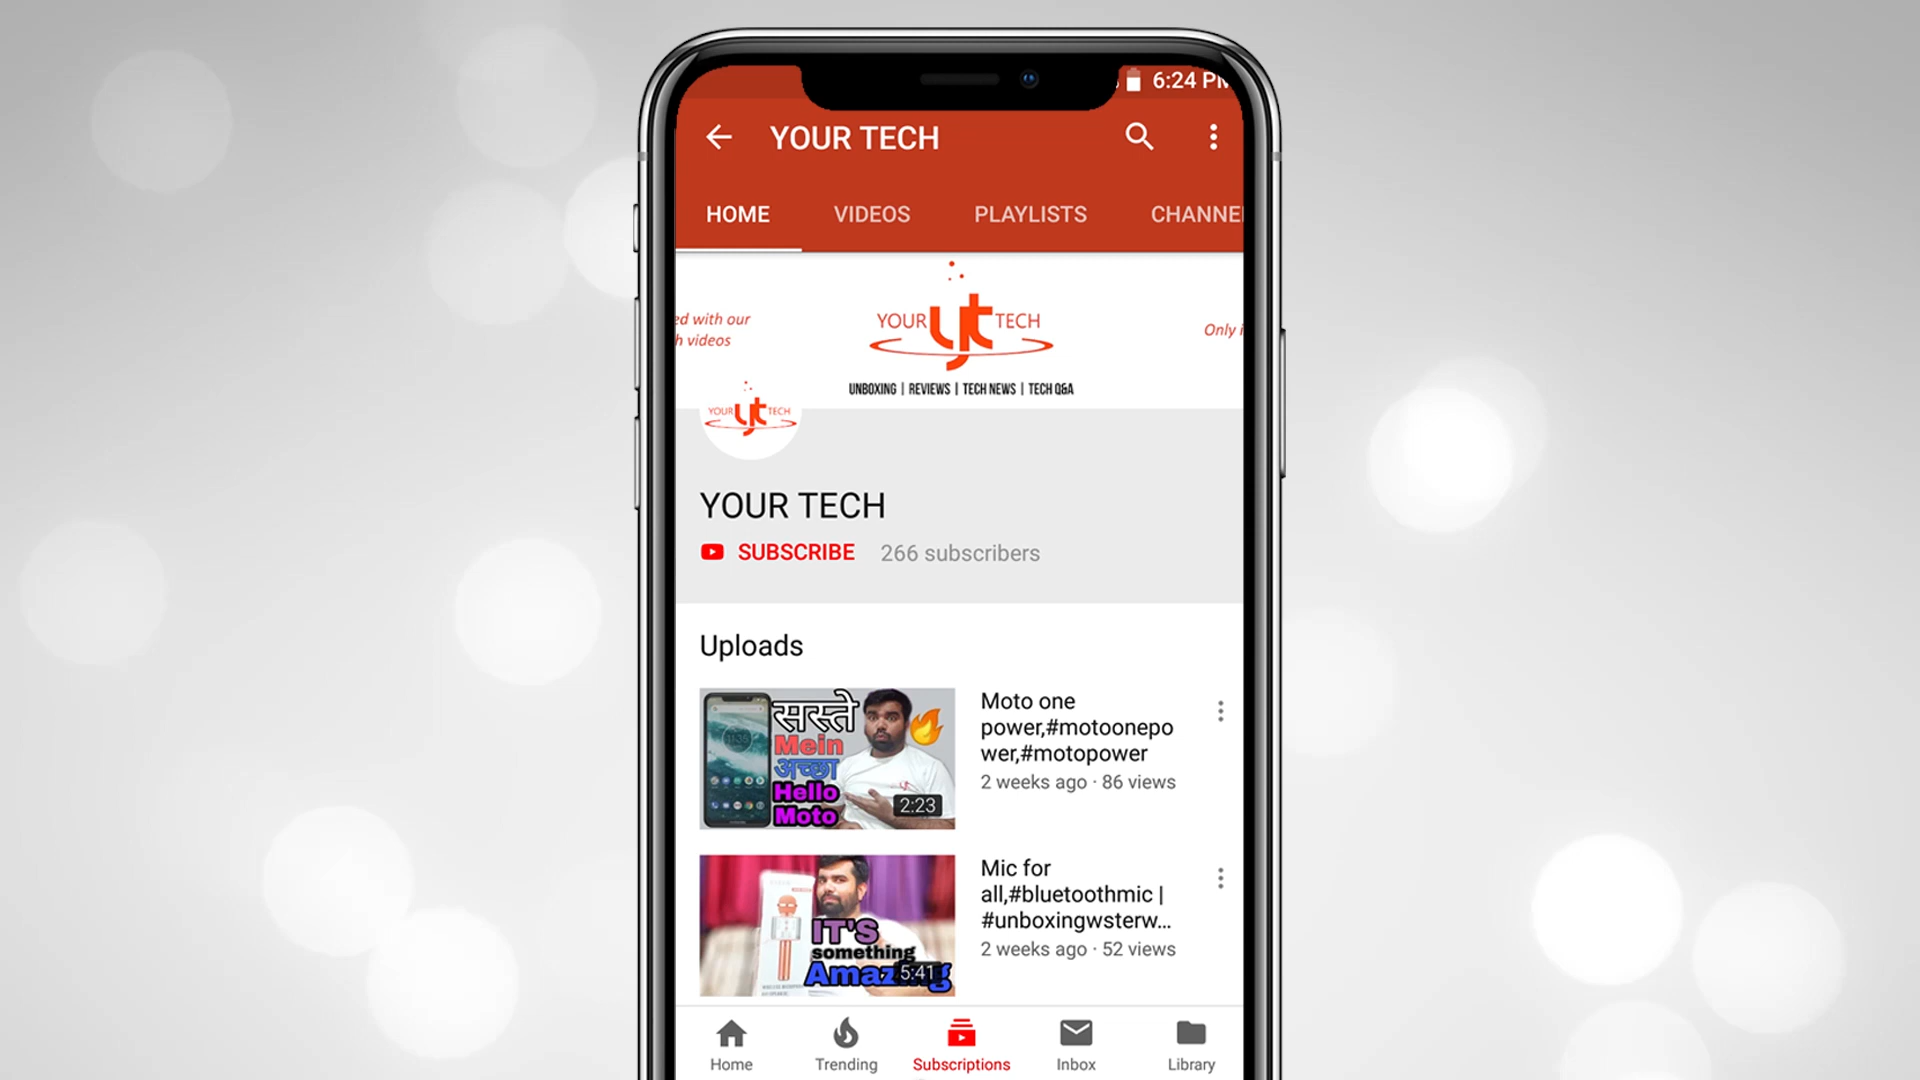 6:24 PM
YOUR TECH
HOME VIDEOS PLAYLISTS CHANNE
ed with our
h videos
YOUR yt TECH
Only i
UNBOXING | REVIEWS | TECH NEWS | TECH Q&A
YOUR yt TECH
YOUR TECH
SUBSCRIBE 266 subscribers
Uploads
सस्ते
Mein
अच्छा
Hello
Moto
2:23
Moto one
power,#motoonepo
wer,#motopower
2 weeks ago · 86 views
IT'S
something
Amazing
5:41
Mic for
all,#bluetoothmic |
#unboxingwsterw...
2 weeks ago · 52 views
Home Trending Subscriptions Inbox Library